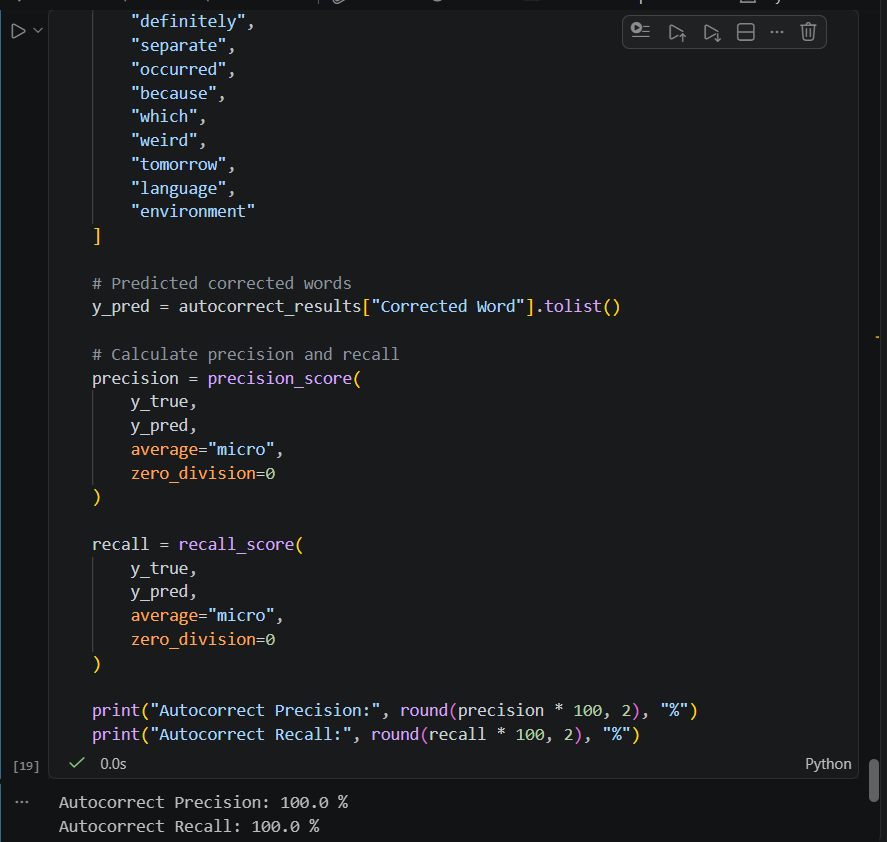 "definitely",
"separate",
"occurred",
"because",
"which",
"weird",
"tomorrow",
"language",
"environment"
]
# Predicted corrected words
y_pred = autocorrect_results["Corrected Word"].tolist()
# Calculate precision and recall
precision = precision_score(
y_true,
y_pred,
average="micro",
zero_division=0
)
recall = recall_score(
y_true,
y_pred,
average="micro",
zero_division=0
)
print("Autocorrect Precision:", round(precision * 100, 2), "%")
print("Autocorrect Recall:", round(recall * 100, 2), "%")
[19] 0.0s Python
Autocorrect Precision: 100.0 %
Autocorrect Recall: 100.0 %